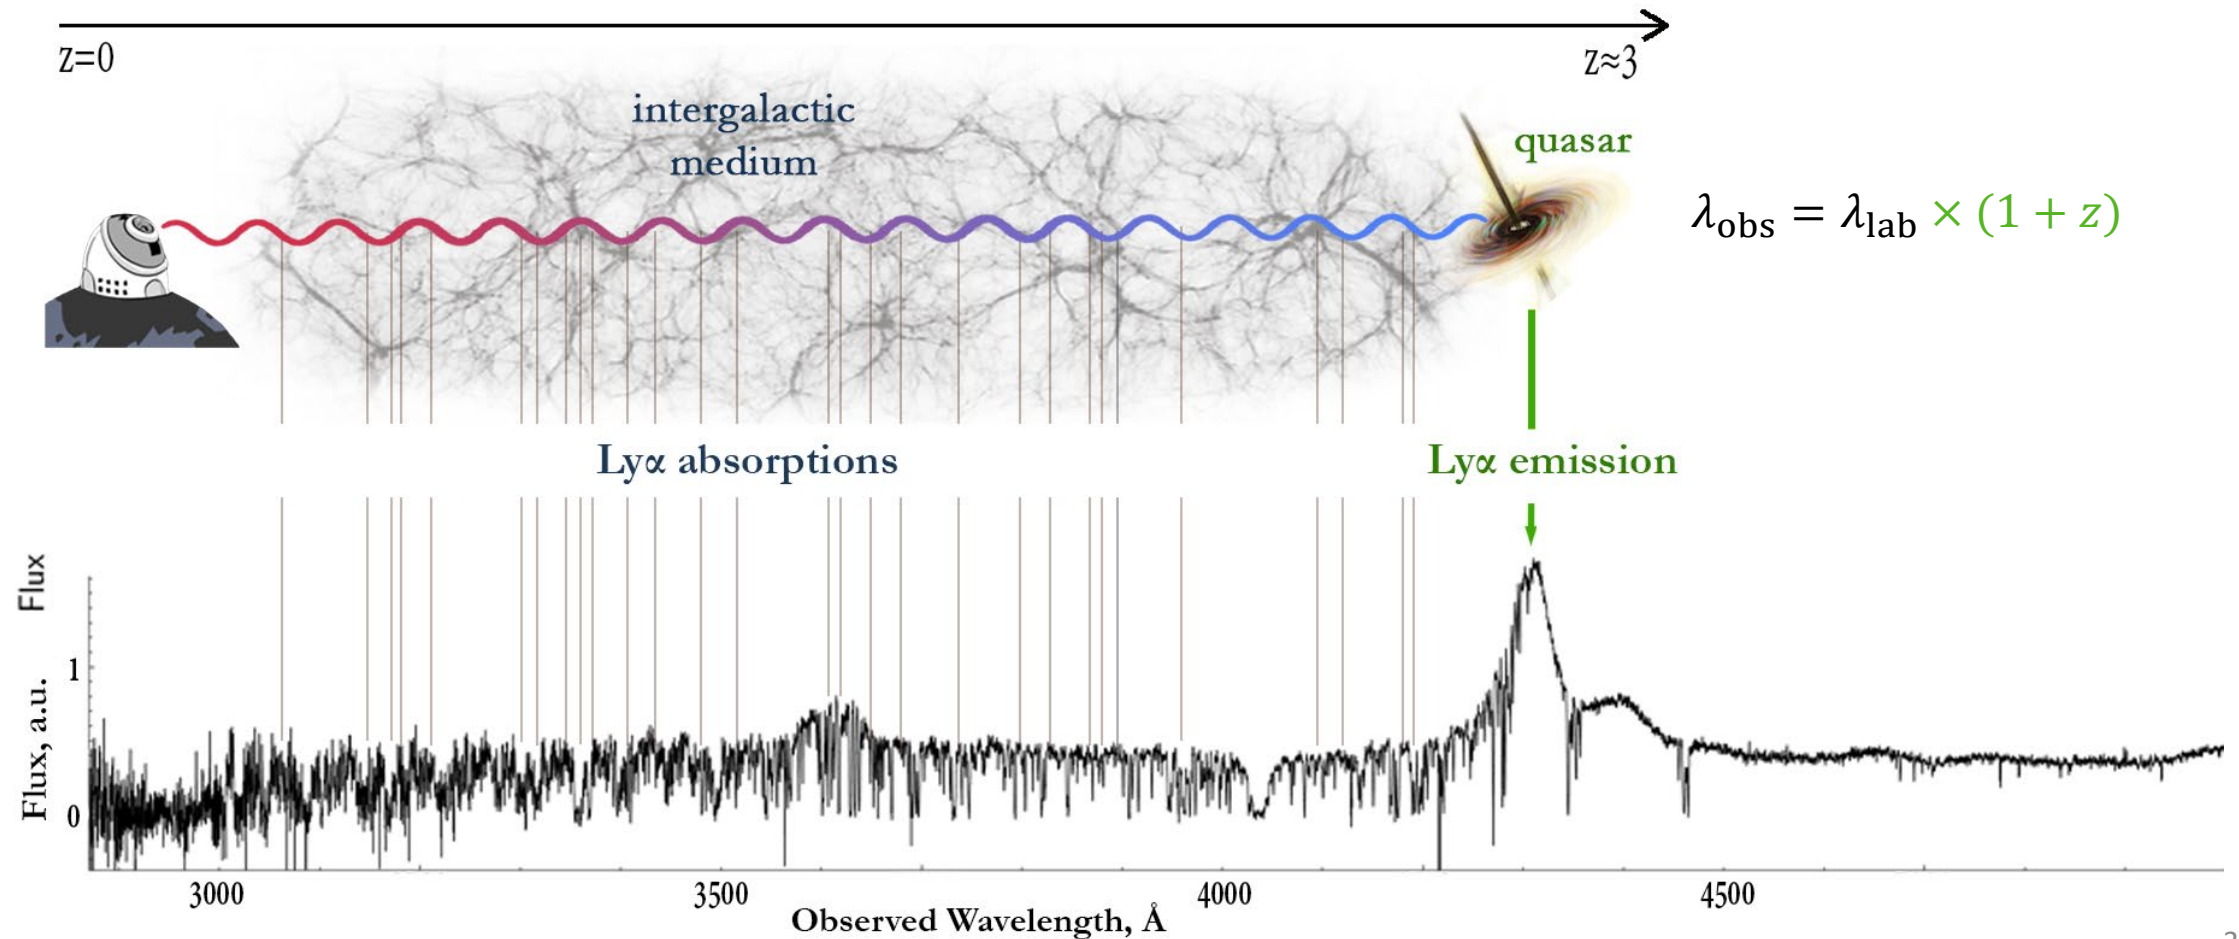 z=0
z≈3
intergalactic
medium
quasar
λobs = λlab × (1 + z)
Lyα absorptions
Lyα emission
Flux
Flux, a.u.
1
0
3000
3500
4000
4500
Observed Wavelength, Å